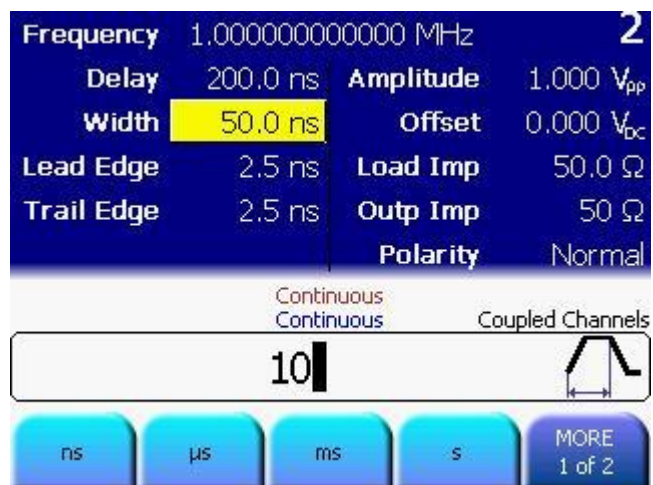 Frequency 1.000000000000 MHz 2
Delay 200.0 ns Amplitude 1.000 Vpp
Width 50.0 ns Offset 0.000 VDC
Lead Edge 2.5 ns Load Imp 50.0 Ω
Trail Edge 2.5 ns Outp Imp 50 Ω
Polarity Normal
Continuous
Continuous Coupled Channels
10
ns µs ms s MORE
1 of 2